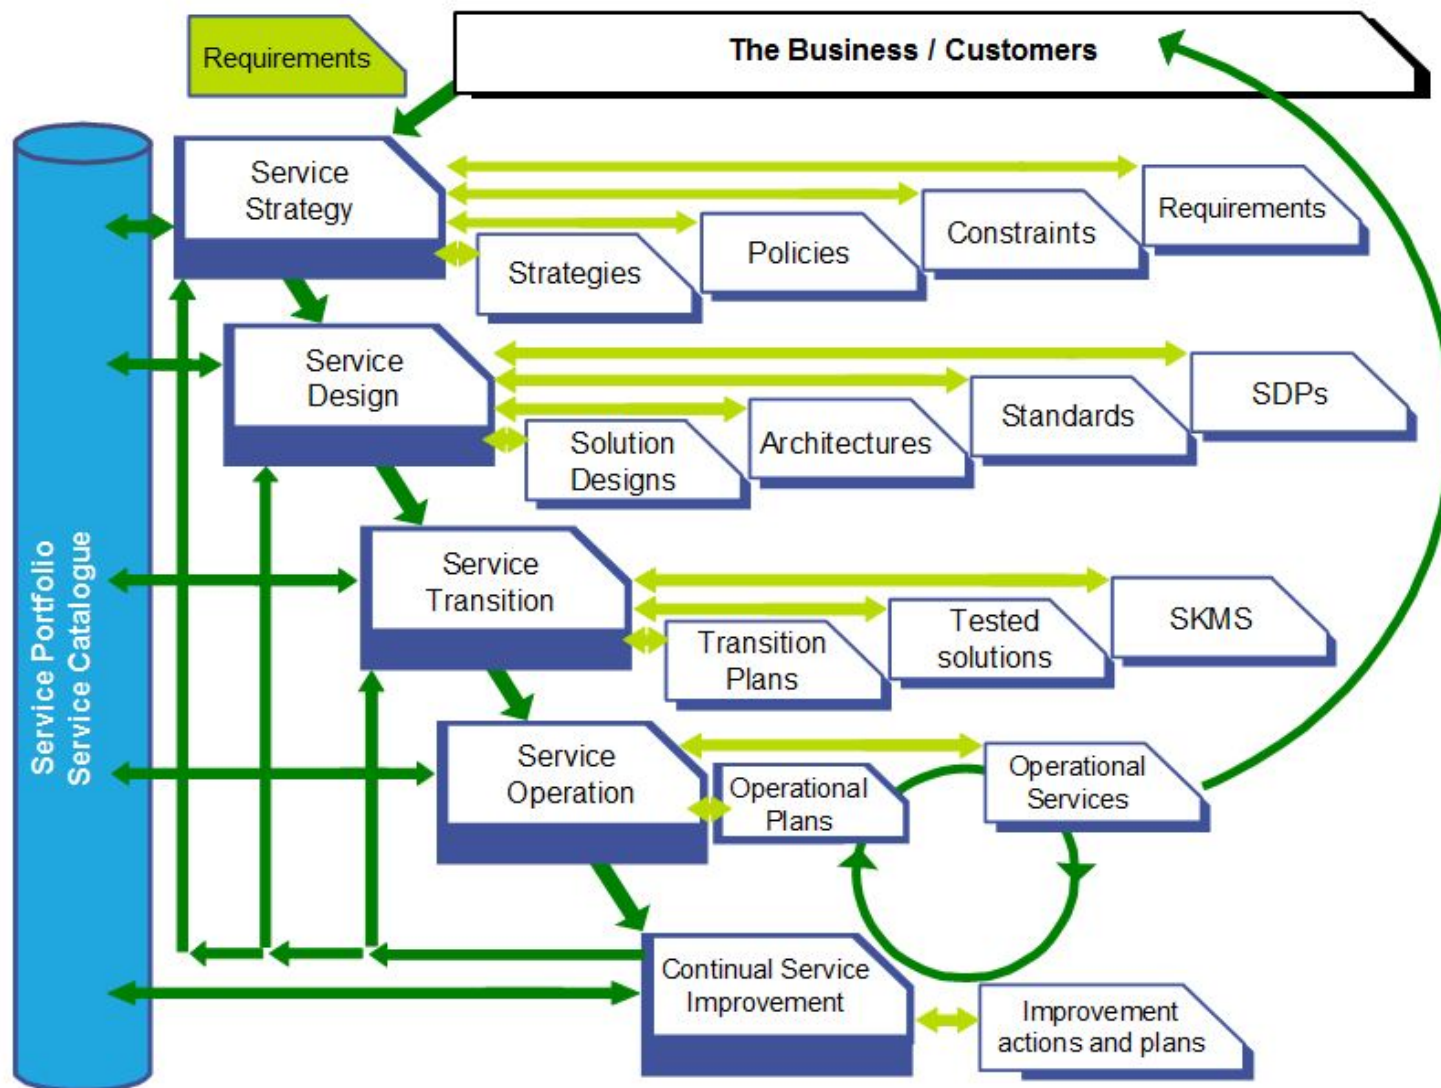 Requirements
The Business / Customers
Service
Strategy
Strategies
Policies
Constraints
Requirements
Service
Design
Solution
Designs
Architectures
Standards
SDPs
Service
Transition
Transition
Plans
Tested
solutions
SKMS
Service
Operation
Operational
Plans
Operational
Services
Continual Service
Improvement
Improvement
actions and plans
Service Portfolio
Service Catalogue